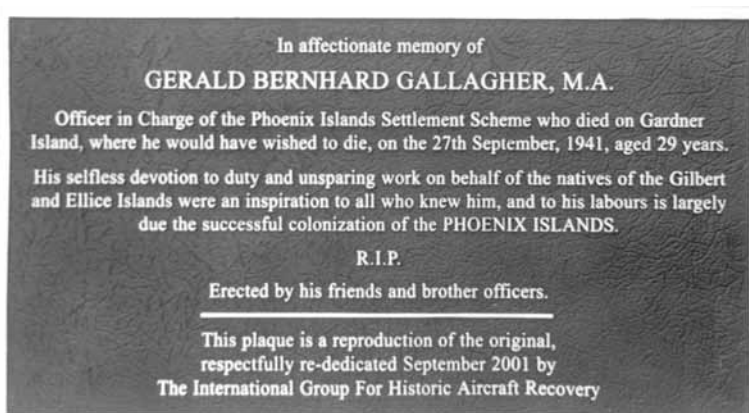 In affectionate memory of
GERALD BERNHARD GALLAGHER, M.A.
Officer in Charge of the Phoenix Islands Settlement Scheme who died on Gardner
Island, where he would have wished to die, on the 27th September, 1941, aged 29 years.
His selfless devotion to duty and unsparing work on behalf of the natives of the Gilbert
and Ellice Islands were an inspiration to all who knew him, and to his labours is largely
due the successful colonization of the PHOENIX ISLANDS.
R.I.P.
Erected by his friends and brother officers.
This plaque is a reproduction of the original,
respectfully re-dedicated September 2001 by
The International Group For Historic Aircraft Recovery